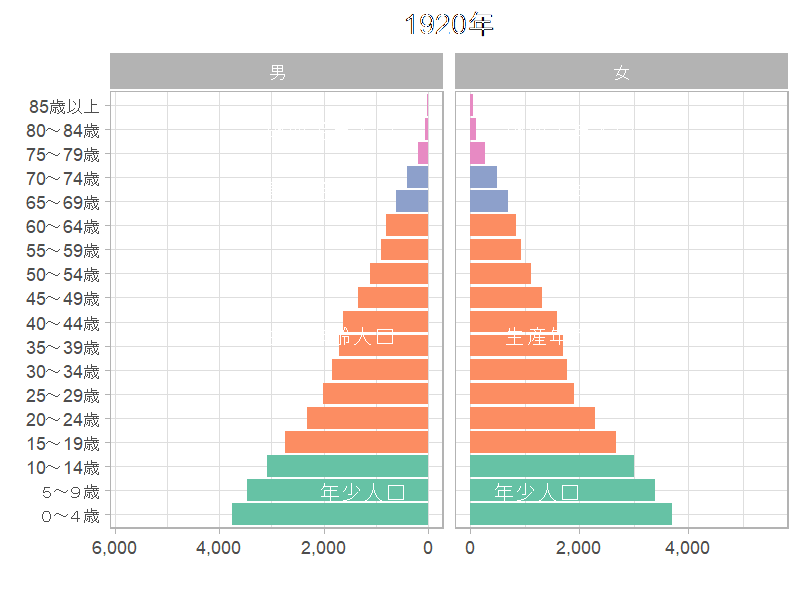 1920年
男 女
85歳以上
80～84歳
75～79歳
70～74歳
65～69歳
60～64歳
55～59歳
50～54歳
45～49歳
40～44歳
齢人口 生産年
35～39歳
30～34歳
25～29歳
20～24歳
15～19歳
10～14歳
５～９歳 年少人口 年少人口
０～４歳
6,000 4,000 2,000 0 0 2,000 4,000